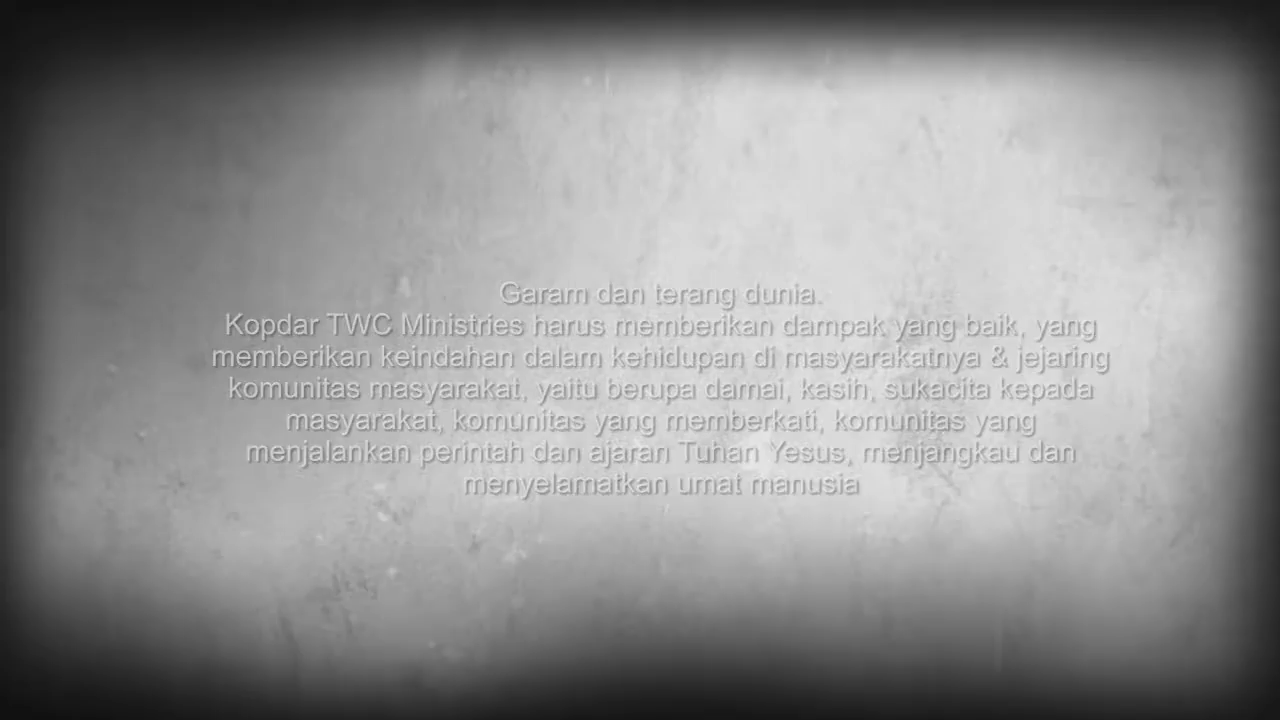 Garam dan terang dunia.
Kopdar TWC Ministries harus memberikan dampak yang baik, yang
memberikan keindahan dalam kehidupan di masyarakatnya & jejaring
komunitas masyarakat, yaitu berupa damai, kasih, sukacita kepada
masyarakat, komunitas yang memberkati, komunitas yang
menjalankan perintah dan ajaran Tuhan Yesus, menjangkau dan
menyelamatkan umat manusia